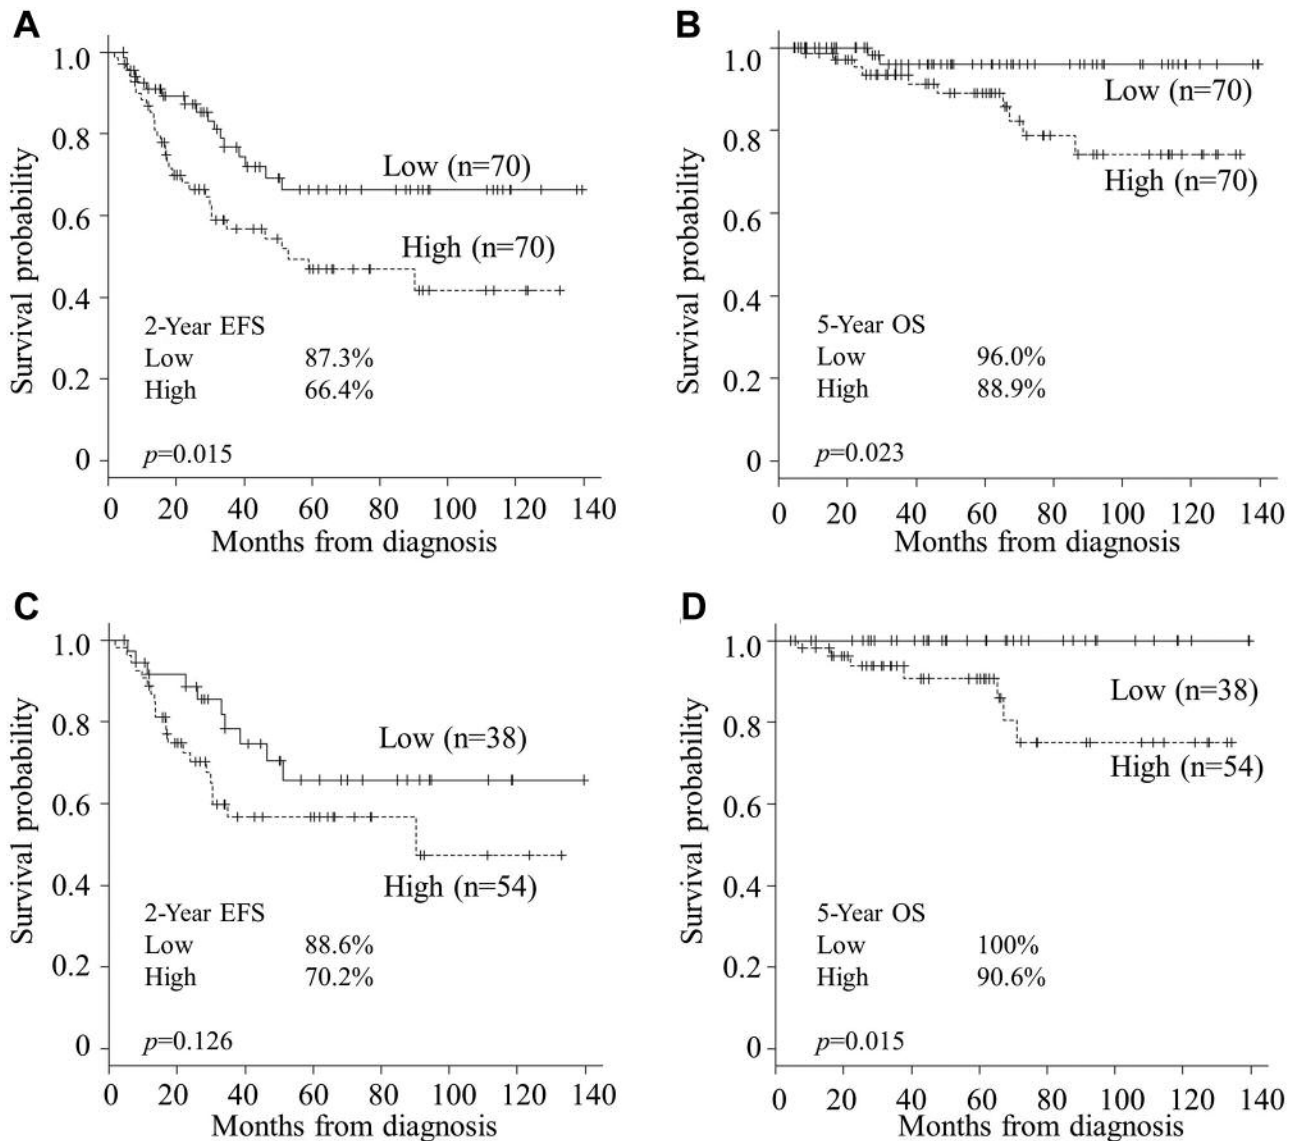 A
Survival probability
1.0
0.8
0.6
0.4
0.2
0
Low (n=70)
High (n=70)
2-Year EFS
Low 87.3%
High 66.4%
p=0.015
0 20 40 60 80 100 120 140
Months from diagnosis
B
Survival probability
1.0
0.8
0.6
0.4
0.2
0
Low (n=70)
High (n=70)
5-Year OS
Low 96.0%
High 88.9%
p=0.023
0 20 40 60 80 100 120 140
Months from diagnosis
C
Survival probability
1.0
0.8
0.6
0.4
0.2
0
Low (n=38)
High (n=54)
2-Year EFS
Low 88.6%
High 70.2%
p=0.126
0 20 40 60 80 100 120 140
Months from diagnosis
D
Survival probability
1.0
0.8
0.6
0.4
0.2
0
Low (n=38)
High (n=54)
5-Year OS
Low 100%
High 90.6%
p=0.015
0 20 40 60 80 100 120 140
Months from diagnosis